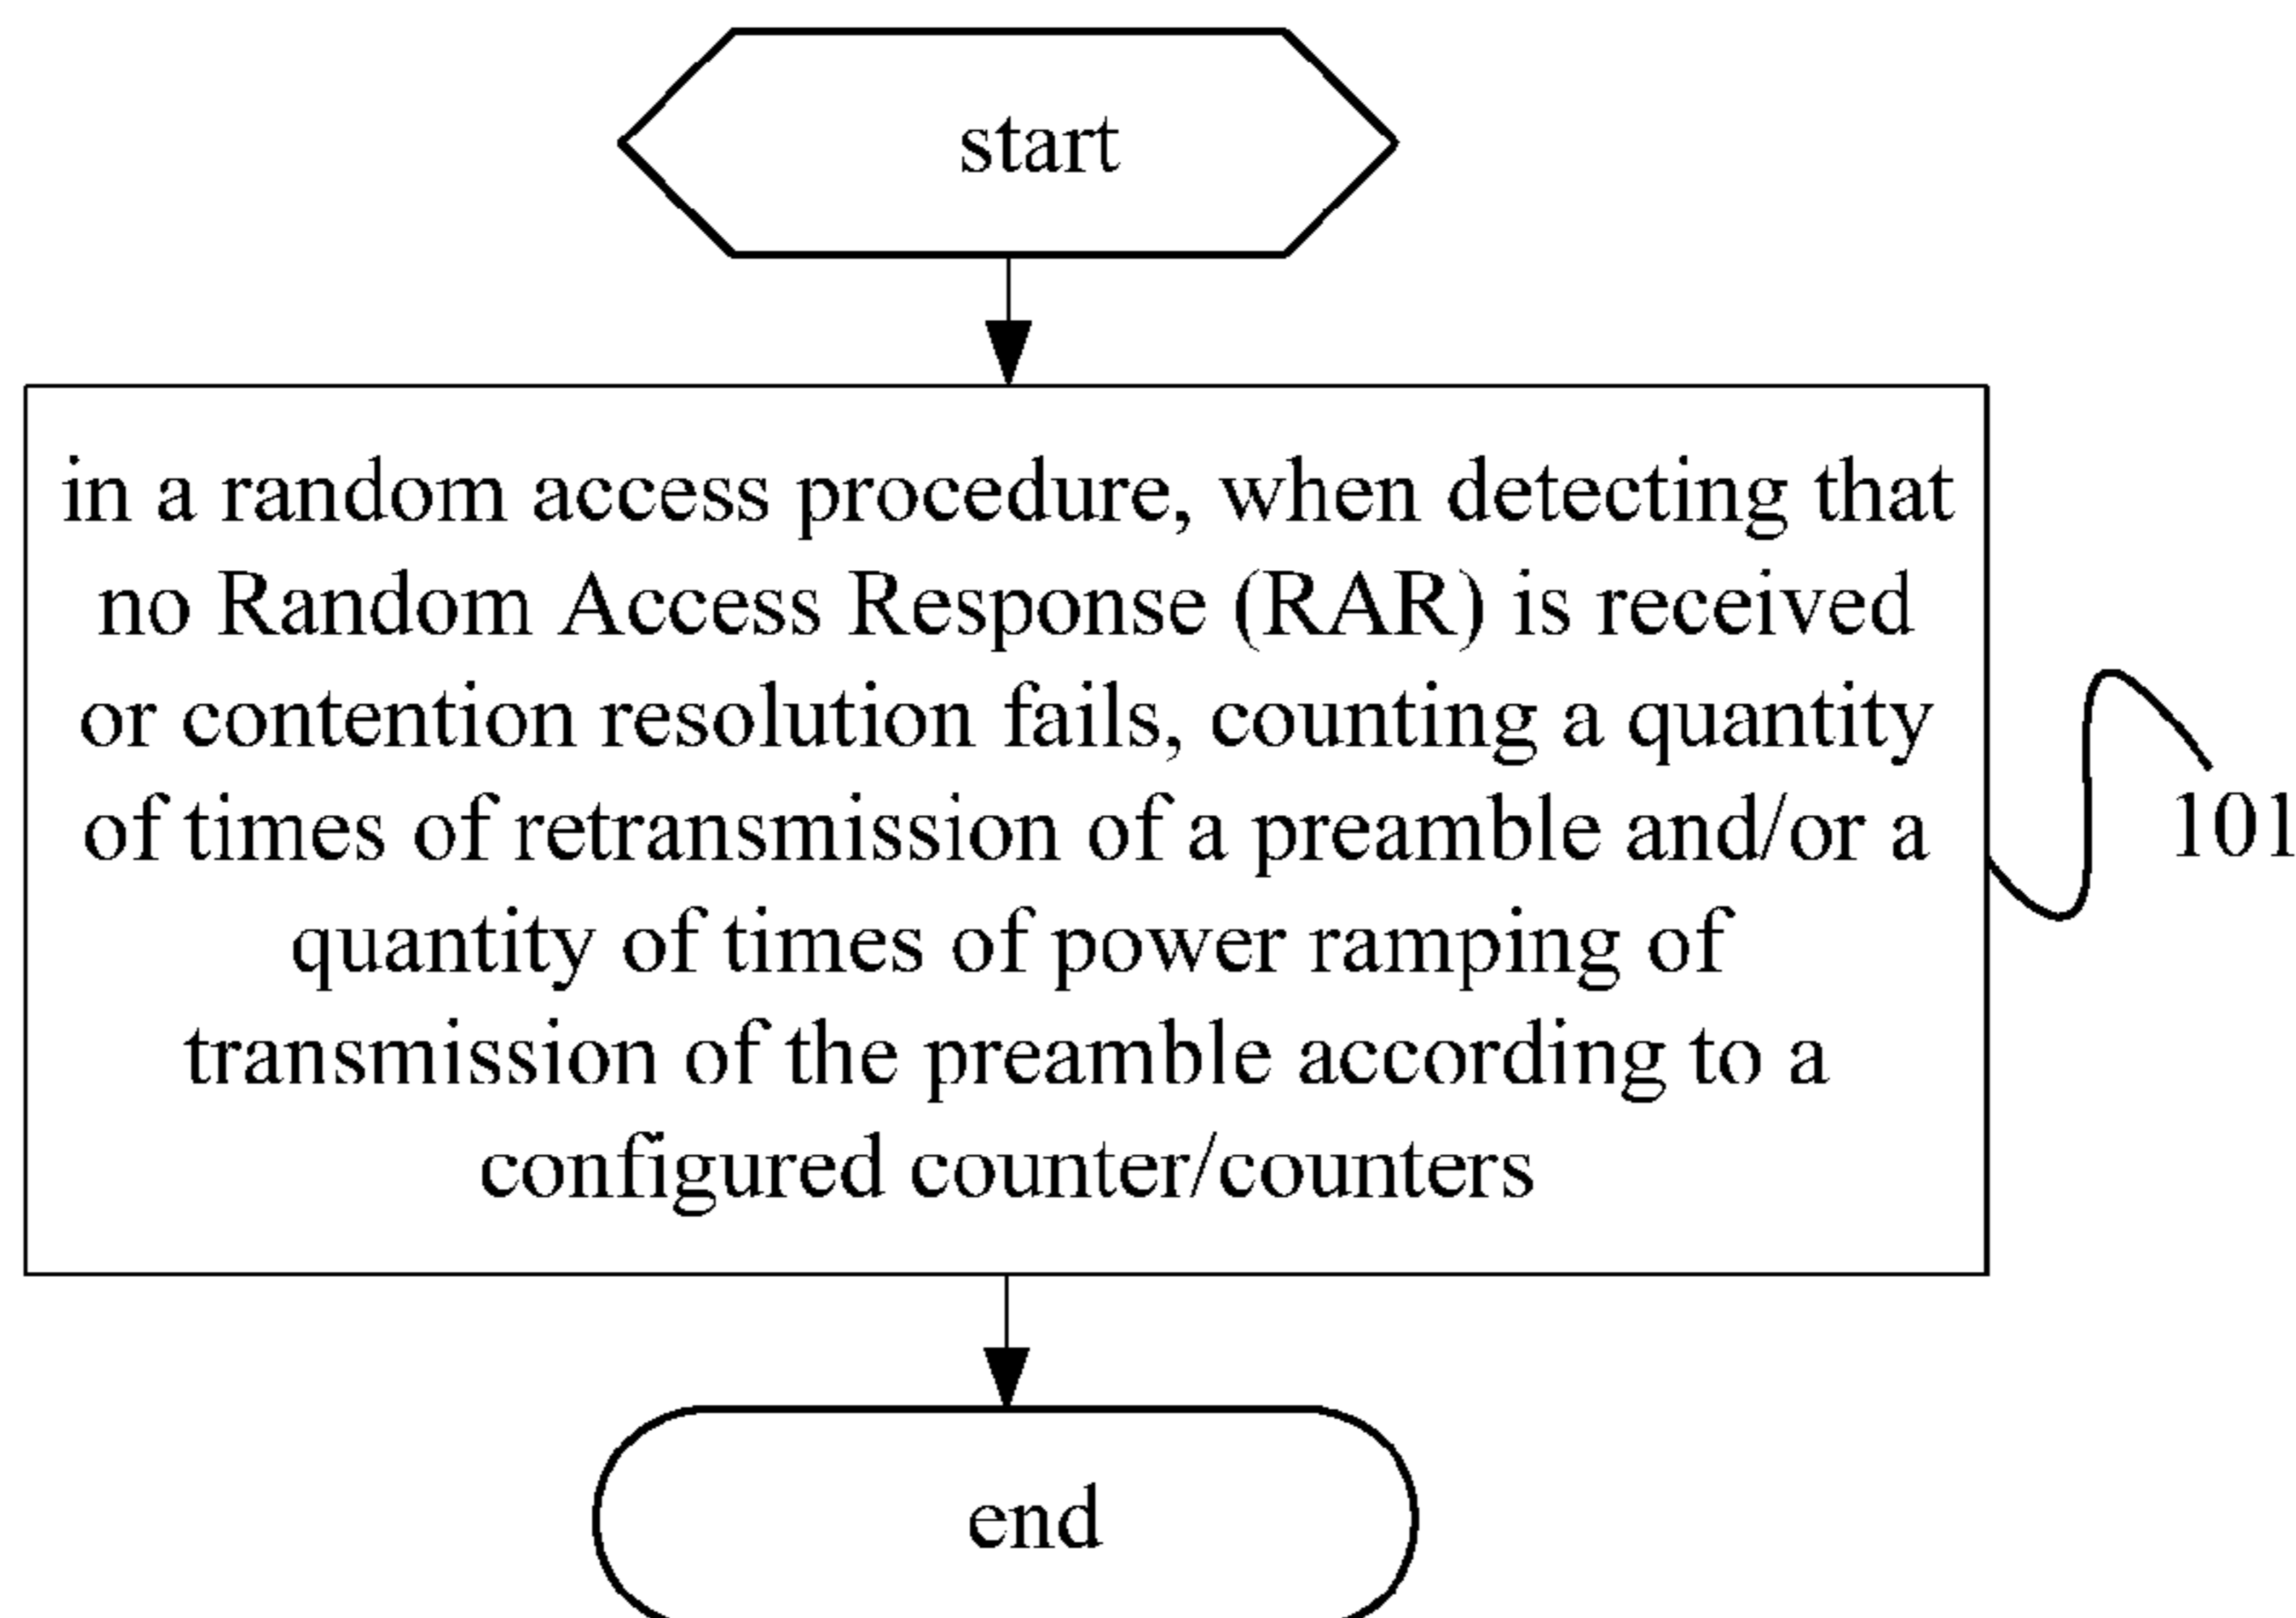 start
in a random access procedure, when detecting that
no Random Access Response (RAR) is received
or contention resolution fails, counting a quantity
of times of retransmission of a preamble and/or a
quantity of times of power ramping of
transmission of the preamble according to a
configured counter/counters
101
end